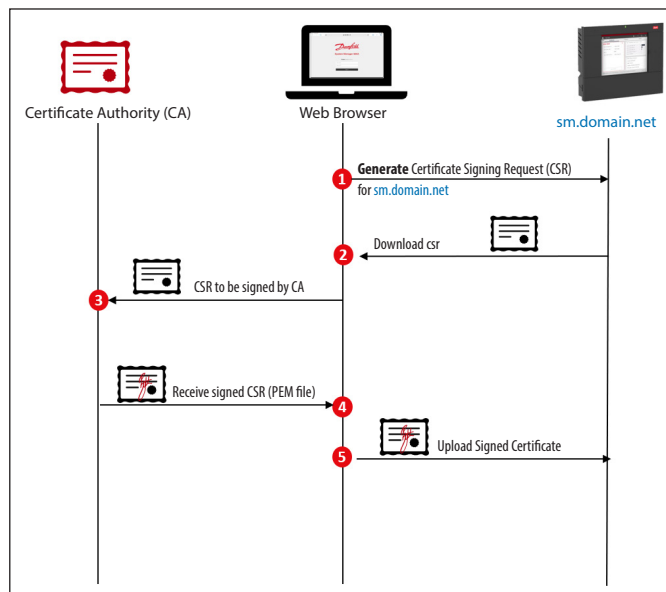 Danfoss
Certificate Authority (CA)
Web Browser
sm.domain.net
1
Generate Certificate Signing Request (CSR)
for sm.domain.net
2
Download csr
3
CSR to be signed by CA
Receive signed CSR (PEM file)
4
5
Upload Signed Certificate